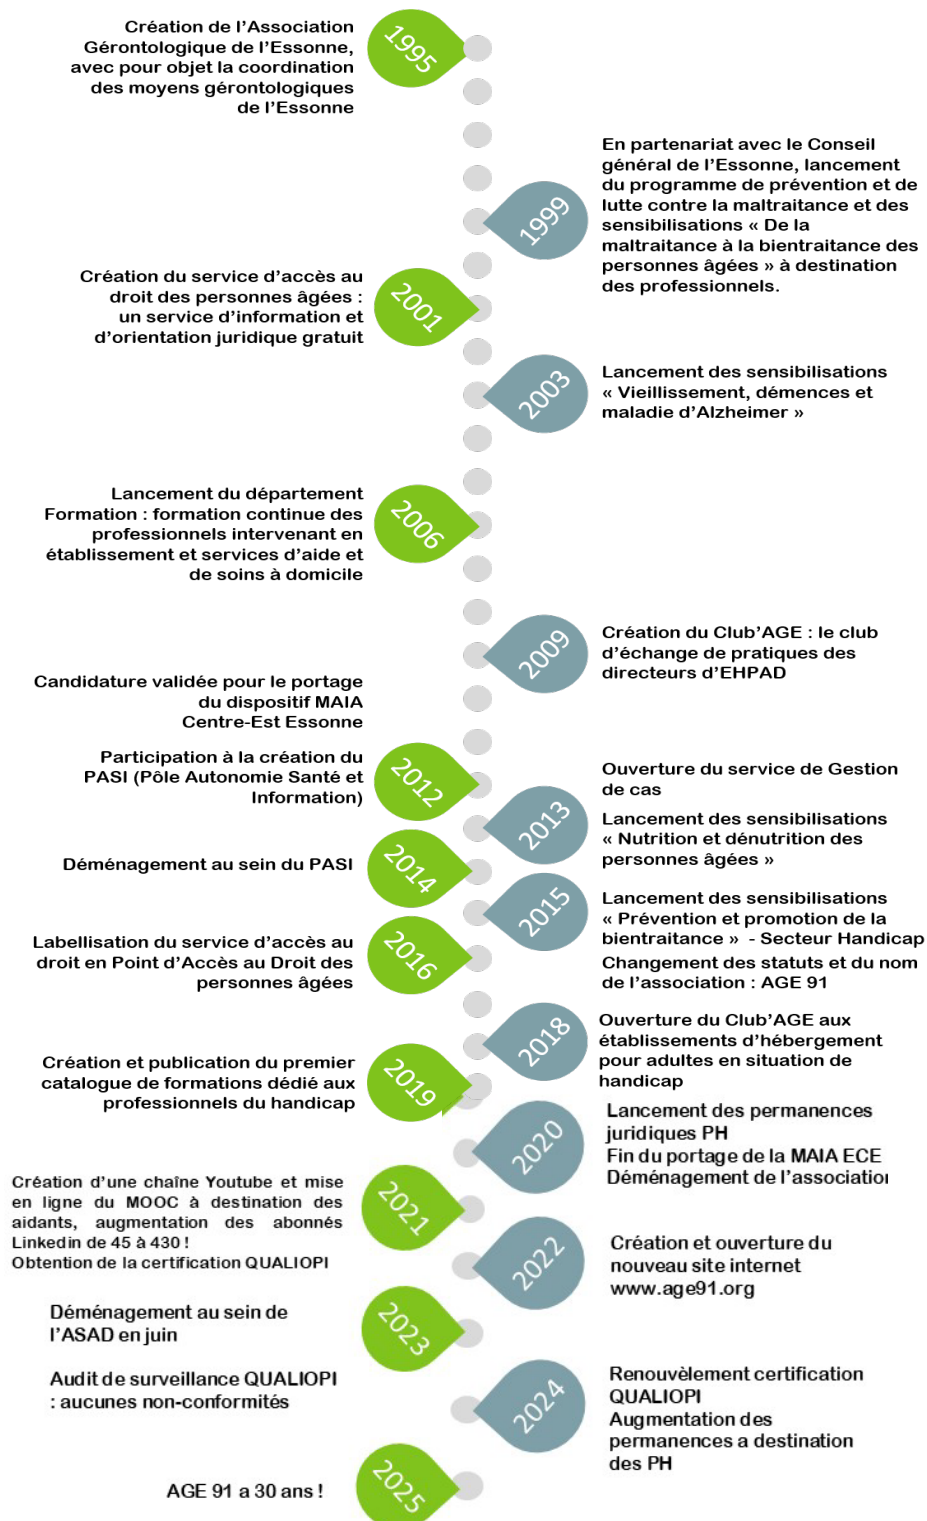 1995
Création de l'Association
Gérontologique de l'Essonne,
avec pour objet la coordination
des moyens gérontologiques
de l'Essonne
1999
En partenariat avec le Conseil
général de l'Essonne, lancement
du programme de prévention et de
lutte contre la maltraitance et des
sensibilisations « De la
maltraitance à la bientraitance des
personnes âgées » à destination
des professionnels.
2001
Création du service d'accès au
droit des personnes âgées :
un service d'information et
d'orientation juridique gratuit
2003
Lancement des sensibilisations
« Vieillissement, démences et
maladie d'Alzheimer »
2006
Lancement du département
Formation : formation continue des
professionnels intervenant en
établissement et services d'aide et
de soins à domicile
2009
Création du Club'AGE : le club
d'échange de pratiques des
directeurs d'EHPAD
2012
Candidature validée pour le portage
du dispositif MAIA
Centre-Est Essonne
Participation à la création du
PASI (Pôle Autonomie Santé et
Information)
2013
Ouverture du service de Gestion
de cas
Lancement des sensibilisations
« Nutrition et dénutrition des
personnes âgées »
2014
Déménagement au sein du PASI
2015
Lancement des sensibilisations
« Prévention et promotion de la
bientraitance » - Secteur Handicap
Changement des statuts et du nom
de l'association : AGE 91
2016
Labellisation du service d'accès au
droit en Point d'Accès au Droit des
personnes âgées
2018
Ouverture du Club'AGE aux
établissements d'hébergement
pour adultes en situation de
handicap
2019
Création et publication du premier
catalogue de formations dédié aux
professionnels du handicap
2020
Lancement des permanences
juridiques PH
Fin du portage de la MAIA ECE
Déménagement de l'association
2021
Création d'une chaîne Youtube et mise
en ligne du MOOC à destination des
aidants, augmentation des abonnés
Linkedin de 45 à 430 !
Obtention de la certification QUALIOPI
2022
Création et ouverture du
nouveau site internet
www.age91.org
2023
Déménagement au sein de
l'ASAD en juin
Audit de surveillance QUALIOPI
: aucunes non-conformités
2024
Renouvèlement certification
QUALIOPI
Augmentation des
permanences a destination
des PH
2025
AGE 91 a 30 ans !